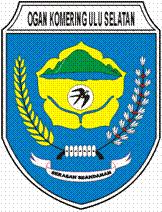 OGAN KOMERING ULU SELATAN
SERASAN SEANDANAN